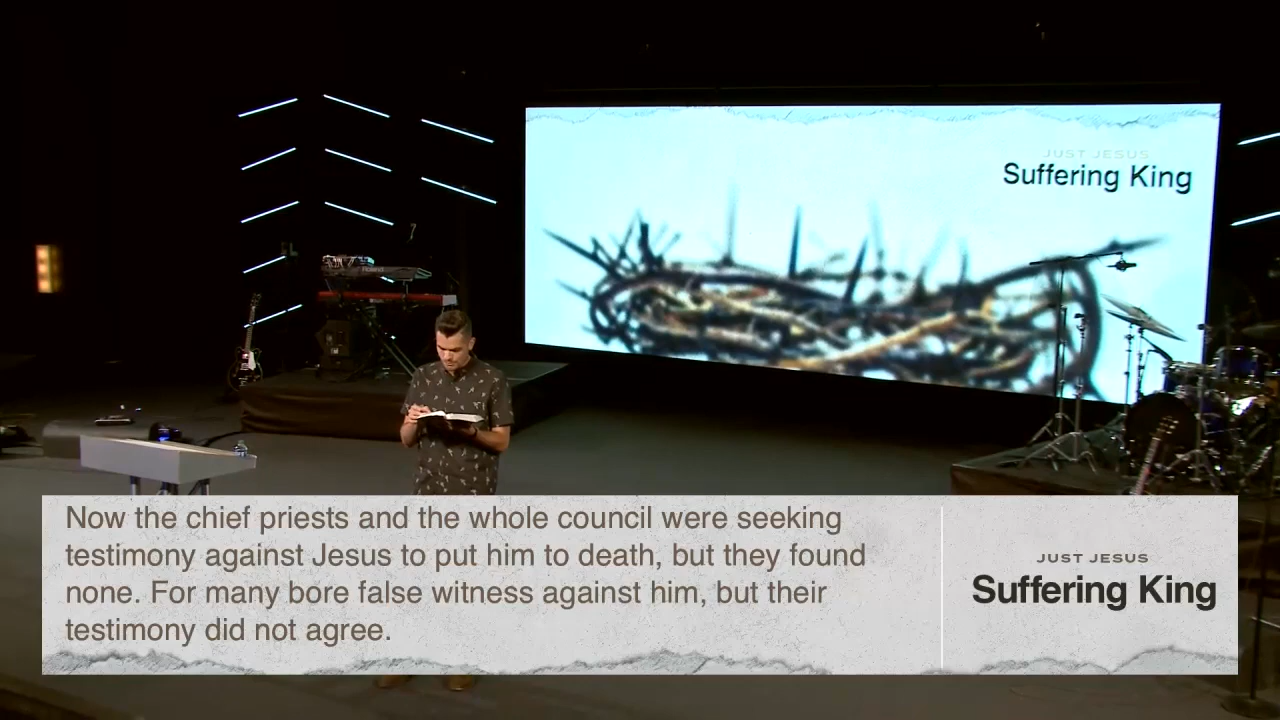 JUST JESUS
Suffering King
Roland
Now the chief priests and the whole council were seeking
testimony against Jesus to put him to death, but they found
none. For many bore false witness against him, but their
testimony did not agree.
JUST JESUS
Suffering King